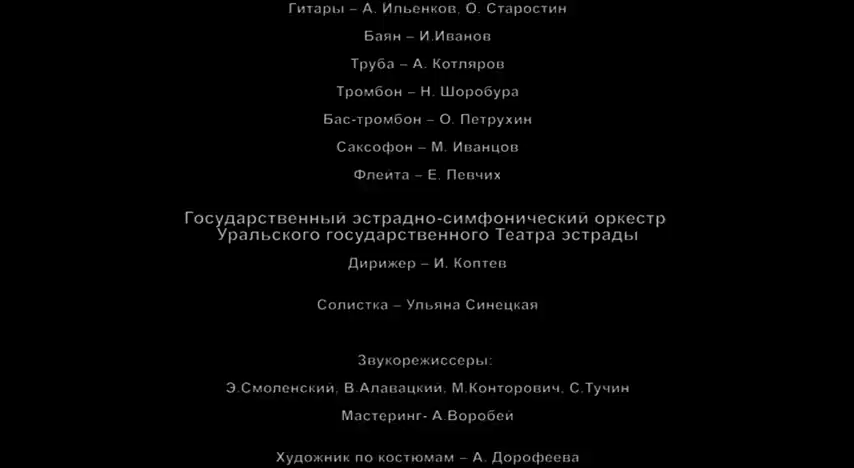 Гитары – А. Ильенков, О. Старостин
Баян – И.Иванов
Труба – А. Котляров
Тромбон – Н. Шоробура
Бас-тромбон – О. Петрухин
Саксофон – М. Иванцов
Флейта – Е. Певчих
Государственный эстрадно-симфонический оркестр
Уральского государственного Театра эстрады
Дирижер – И. Коптев
Солистка – Ульяна Синецкая
Звукорежиссеры:
Э.Смоленский, В.Алавацкий, М.Конторович, С.Тучин
Мастеринг- А.Воробей
Художник по костюмам – А. Дорофеева